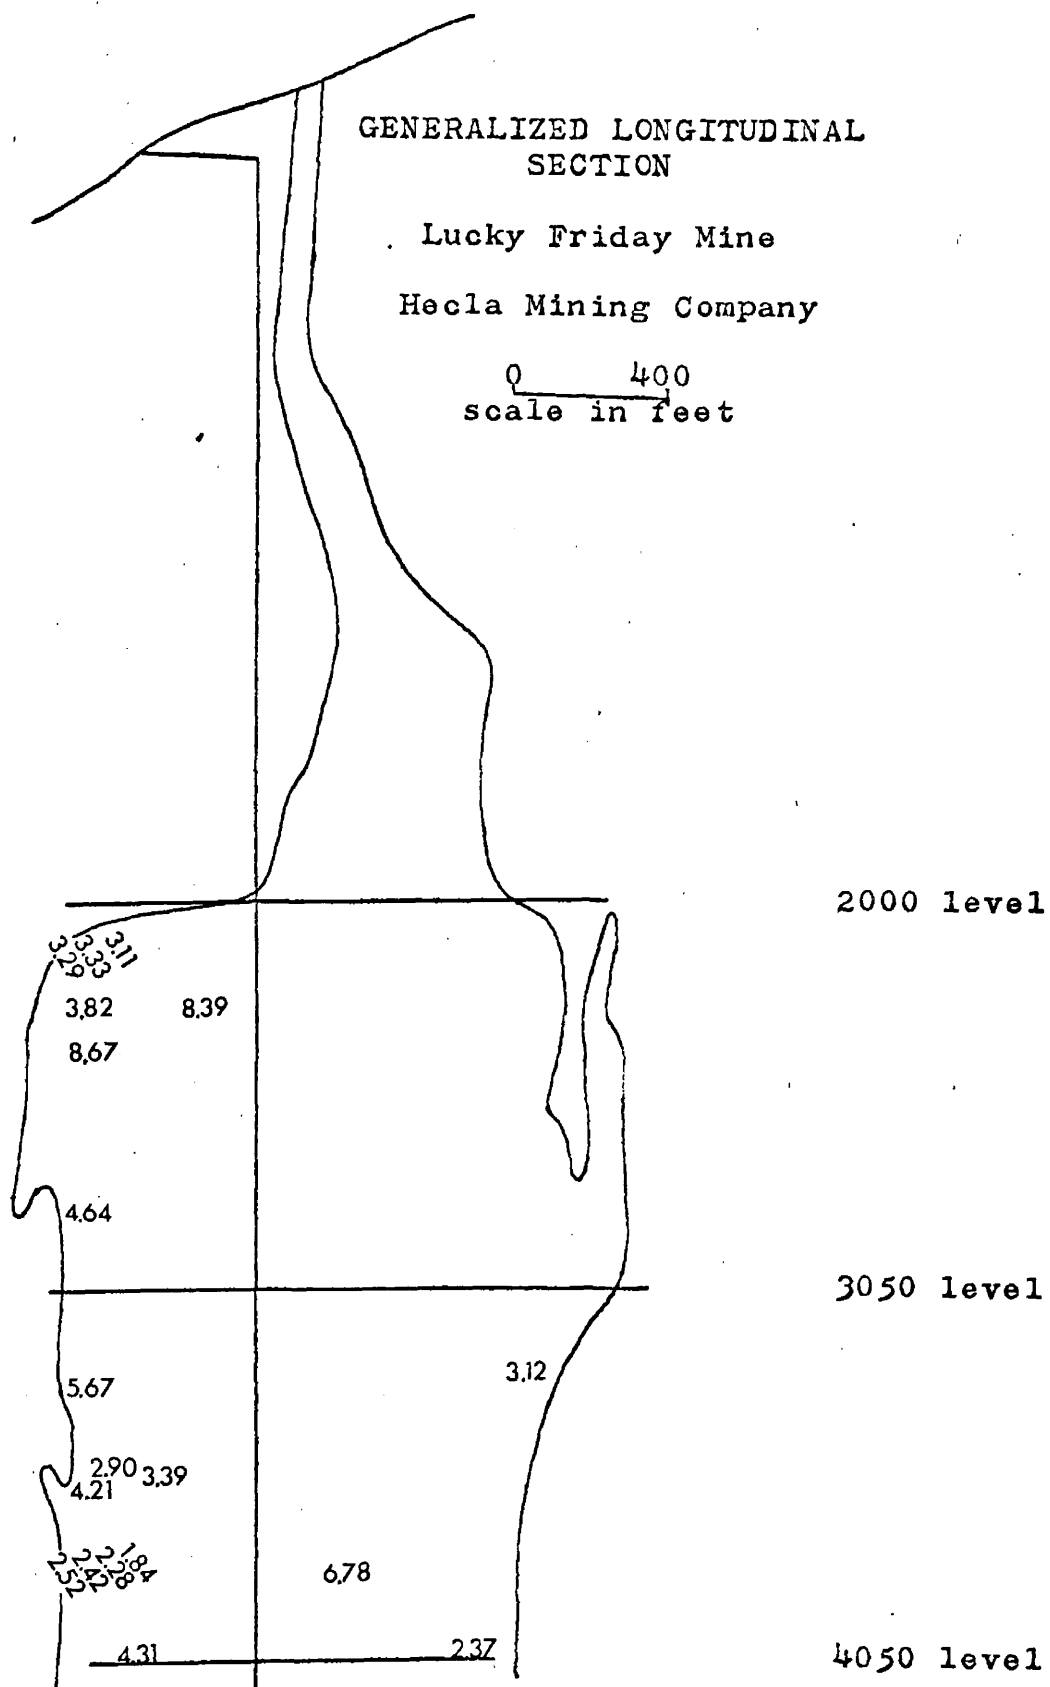 GENERALIZED LONGITUDINAL
SECTION
Lucky Friday Mine
Hecla Mining Company
0 400
scale in feet
2000 level
3.29
3.33
3.11
3.82 8.39
8.67
4.64
3050 level
3.12
5.67
2.90 3.39
4.21
2.52
2.42
2.28
1.84
6.78
4.31 2.37
4050 level